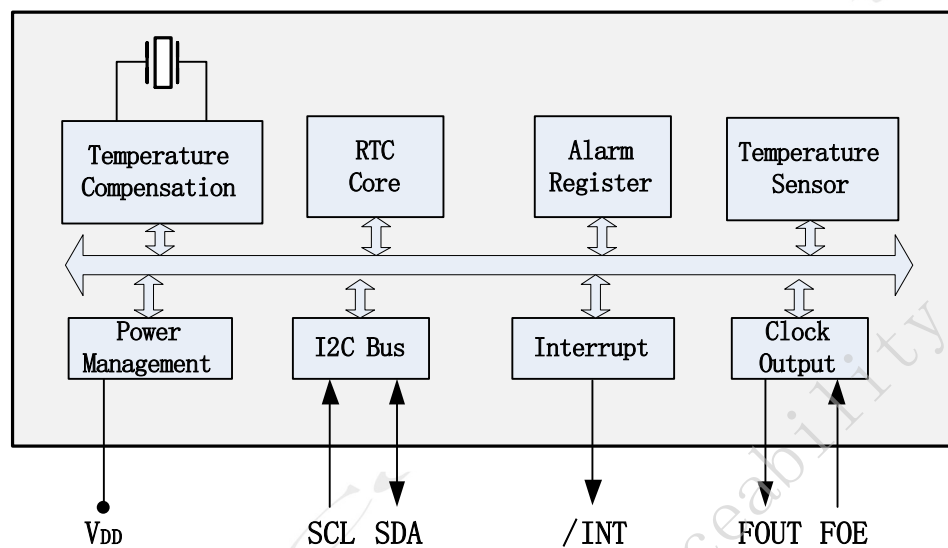 Temperature
Compensation
RTC
Core
Alarm
Register
Temperature
Sensor
Power
Management
I2C Bus
Interrupt
Clock
Output
VDD
SCL SDA
/INT
FOUT FOE